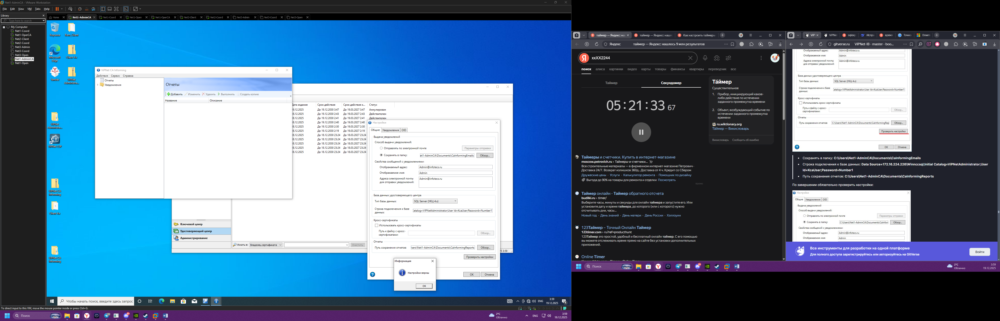 Net1-AdminCA - VMware Workstation
File Edit View VM Tabs Help
Library
Type here to search
My Computer
Net1-Coord
Net1-OperCA
Net2-Client
Net2-Coord
Net3-Admin
Net3-Coord
Net3-Open
Net1-AdminCA
Net1-Open
Home Net1-AdminCA Net1-Coord Net1-Open Net1-OperCA Net2-Client Net2-Coord Net3-Admin Net3-Coord Net3-Open
Корзина
Rem_Client
Microsoft Edge
Client 4.x
Yandex
ViPNet Administra...
ViPNet Administra...
ViPNet CSP
ViPNet CA Informing
Client 4.x
ViPNet CA Informing
ViPNet CA Informing
Действия Сервис Справка
Отчеты
Уведомления
Отчеты
Добавить Изменить Удалить Выполнить Создать копию
Название Описание
Дата издания Срок действия Срок действия к... Статус
19.12.2025 До 19.12.2030 3:47 До 19.03.2027 3:47 Аннулирован
18.12.2025 До 19.12.2030 2:43 До 19.03.2027 2:43 Действителен
18.12.2025 До 19.12.2030 2:41 До 19.03.2027 2:41 Действителен
18.12.2025 До 19.12.2030 2:40 До 19.03.2027 2:40
18.12.2025 До 19.12.2030 2:30 До 19.03.2027 2:30
18.12.2025 До 19.12.2030 2:19 До 19.03.2027 2:19
18.12.2025 До 18.12.2030 23:24 До 18.03.2027 23:24
18.12.2025 До 18.12.2030 23:24 До 18.03.2027 23:24
18.12.2025 До 18.12.2030 23:24 До 18.03.2027 23:24
18.12.2025 До 18.12.2030 23:24 До 18.03.2027 23:24
18.12.2025 До 18.12.2030 23:24 До 18.03.2027 23:24
Ключевой центр
Удостоверяющий центр
Администрирование
Искать в: Владелец сертификата Очистить
Настройки
Общие Уведомления OID
Выдача уведомлений
Способ выдачи уведомлений:
Отправлять по электронной почте Параметры отправки
Сохранять в папку: et1-AdminCA\Documents\CaInformingEmails Обзор...
Свойства сообщений с уведомлениями:
Отображаемый адрес: Admin@infotecs.ru
Отображаемое имя: Admin
Адреса электронной почты для отправки уведомлений: Admin@infotecs.ru
База данных удостоверяющего центра
Тип базы данных: SQL Server (УКЦ 4.x)
Строка подключения к базе данных: atalog=ViPNetAdministrator;User Id=KcaUser;Password=Number1
Кросс-сертификаты
Использовать кросс-сертификаты
Путь к файлу с кросс-сертификатами: Обзор...
Отчеты
Путь сохранения отчетов: sers\Net1-AdminCA\Documents\CaInformingReports Обзор...
Проверить настройки
OK Отмена
Информация
Настройки верны
OK
Чтобы начать поиск, введите здесь запрос
ENG 3:59 19.12.2025
To direct input to this VM, move the mouse pointer inside or press Ctrl+G.
Поиск
2°C Облачно
ENG 3:59 19.12.2025
3 таймер — Яндекс: наш таймер — Яндекс: нашл Как настроить таймеры
Яндекс таймер — Яндекс: нашлось 9 млн результатов
xxXX2244
поиск алиса картинки видео карты товары финансы квартиры переводчик все
Таймер Секундомер
05:21:33 67
Та́ймер
Существительное
1. Прибор, инициирующий какое-
либо действие по истечении
заданного промежутка времени
2. Объект, возбуждающий событие по
истечении заданного промежутка
времени
ru.wiktionary.org
Та́ймер — Викисловарь
Викисловарь Сообщить об ошибке
Таймеры и счетчики. Купить в интернет-магазине
moscow.petrovich.ru › Таймеры-и-счетчики...
Все строительные материалы — в фирменном интернет-магазине Петрович ·
Доставка 24/7. Возврат излишков 360д.. Доставка от 4 ч. Кредит со Сбером
Дружеские цены · Услуги · Калькулятор ремонта · Помощник по дизайну
Выгода до 90% на товары для ремонта и отделки Посмотреть
промо
Таймер онлайн - Таймер обратного отсчета
budilki.ru › timer/
Выберите часы, минуты и секунды для онлайн таймера и запустите его. Или
установите дату и время таймера, до которого (или с которого) нужно
отсчитывать дни, часы...
Новый год · День знаний · День матери · День России · Хэллоуин
123Таймер – Точный Онлайн Таймер
123timer.com › ru?ref=producthunt
123Таймер это простой, удобный и бесплатный онлайн таймер. С его помощью
вы можете отслеживать время прямо на сайте без установки дополнительных
приложений.
Online Timer
Поиск
7 ViPI ViPNe sqlexp Испра время Точно Downl
gitverse.ru ViPNet-IB - master - boo...
Отображаемый адрес: Admin@infotecs.ru
Отображаемое имя: Admin
Адреса электронной почты для отправки уведомлений: Admin@infotecs.ru
База данных удостоверяющего центра
Тип базы данных: SQL Server (УКЦ 4.x)
Строка подключения к базе данных: atalog=ViPNetAdministrator;User Id=KcaUser;Password=Number1
Кросс-сертификаты
Использовать кросс-сертификаты
Путь к файлу с кросс-сертификатами: Обзор...
Отчеты
Путь сохранения отчетов: C:\Users\Net1-AdminCA\Documents\CaInformingRep Обзор...
Проверить настройки
OK Отмена
Сохранять в папку: C:\Users\Net1-AdminCA\Documents\CaInformingEmails
Строка подключения к базе данных: Data Source=172.16.224.226\Winnccsql;Initial Catalog=ViPNetAdministrator;User
Id=KcaUser;Password=Number1
Путь сохранения отчетов: C:\Users\Net1-AdminCA\Documents\CaInformingReports
По завершении обязательно проверить настройки:
Настройки
Общие Уведомления OID
Выдача уведомлений
Способ выдачи уведомлений:
Отправлять по электронной почте Параметры отправки
Сохранять в папку: C:\Users\Net1-AdminCA\Documents\CaInfor Обзор...
Свойства сообщений с уведомлениями:
Отображаемый адрес: Admin@infotecs.ru
Отображаемое имя: Admin
Все инструменты для разработки на одной платформе
Для полного доступа зарегистрируйтесь или авторизуйтесь на GitVerse
Войти
2°C Облачно
3:59 19.12.2025